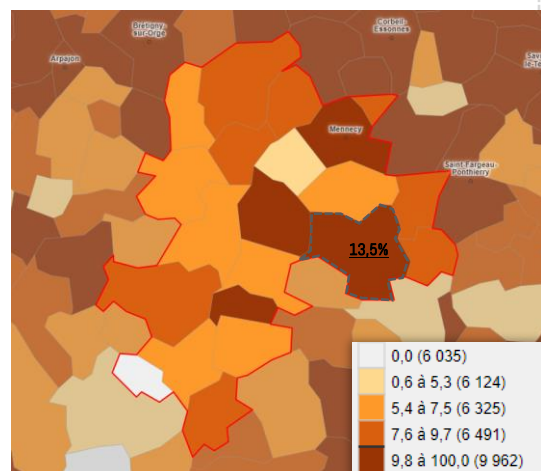 Brétigny-
sur-Orge
Corbeil-
Essonnes
Arpajon
Mennecy
Saint-Fargeau-
Ponthierry
13,5%
0,0 (6 035)
0,6 à 5,3 (6 124)
5,4 à 7,5 (6 325)
7,6 à 9,7 (6 491)
9,8 à 100,0 (9 962)